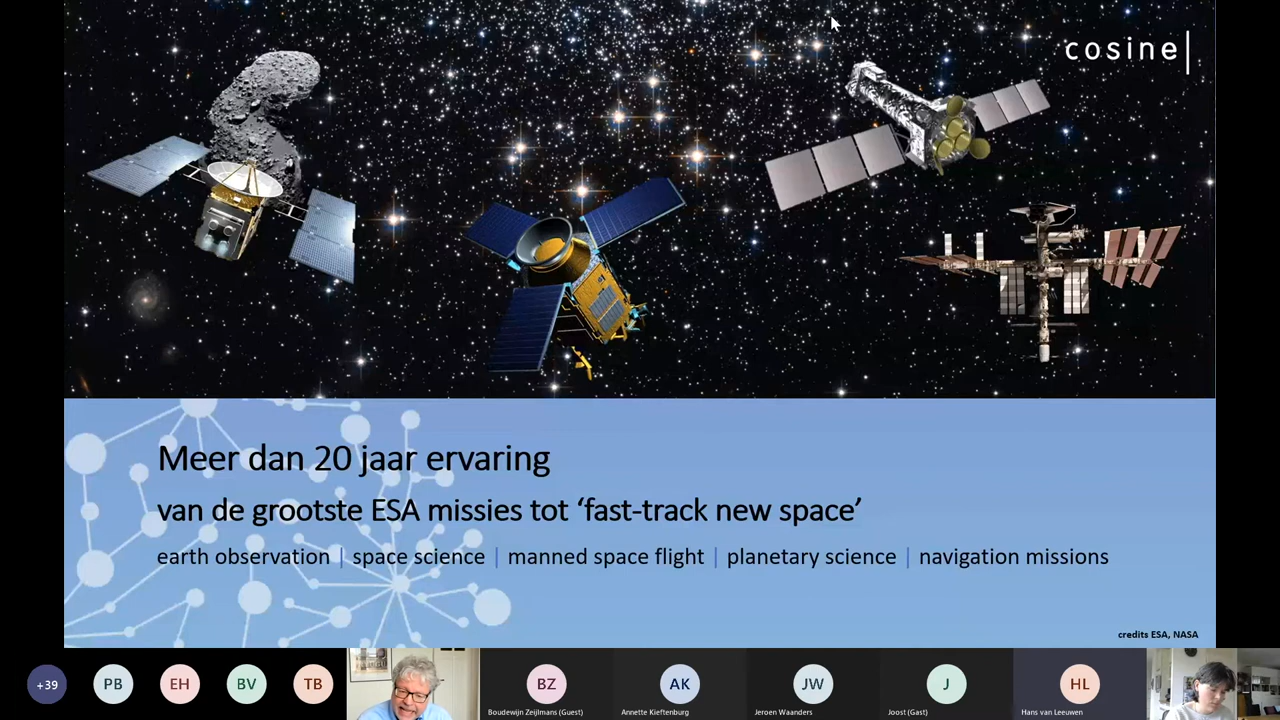 cosine
Meer dan 20 jaar ervaring
van de grootste ESA missies tot ‘fast-track new space’
earth observation | space science | manned space flight | planetary science | navigation missions
credits ESA, NASA
+39
PB
EH
BV
TB
BZ
AK
JW
J
HL
Boudewijn Zeijlmans (Guest)
Annette Kieftenburg
Jeroen Waanders
Joost (Gast)
Hans van Leeuwen